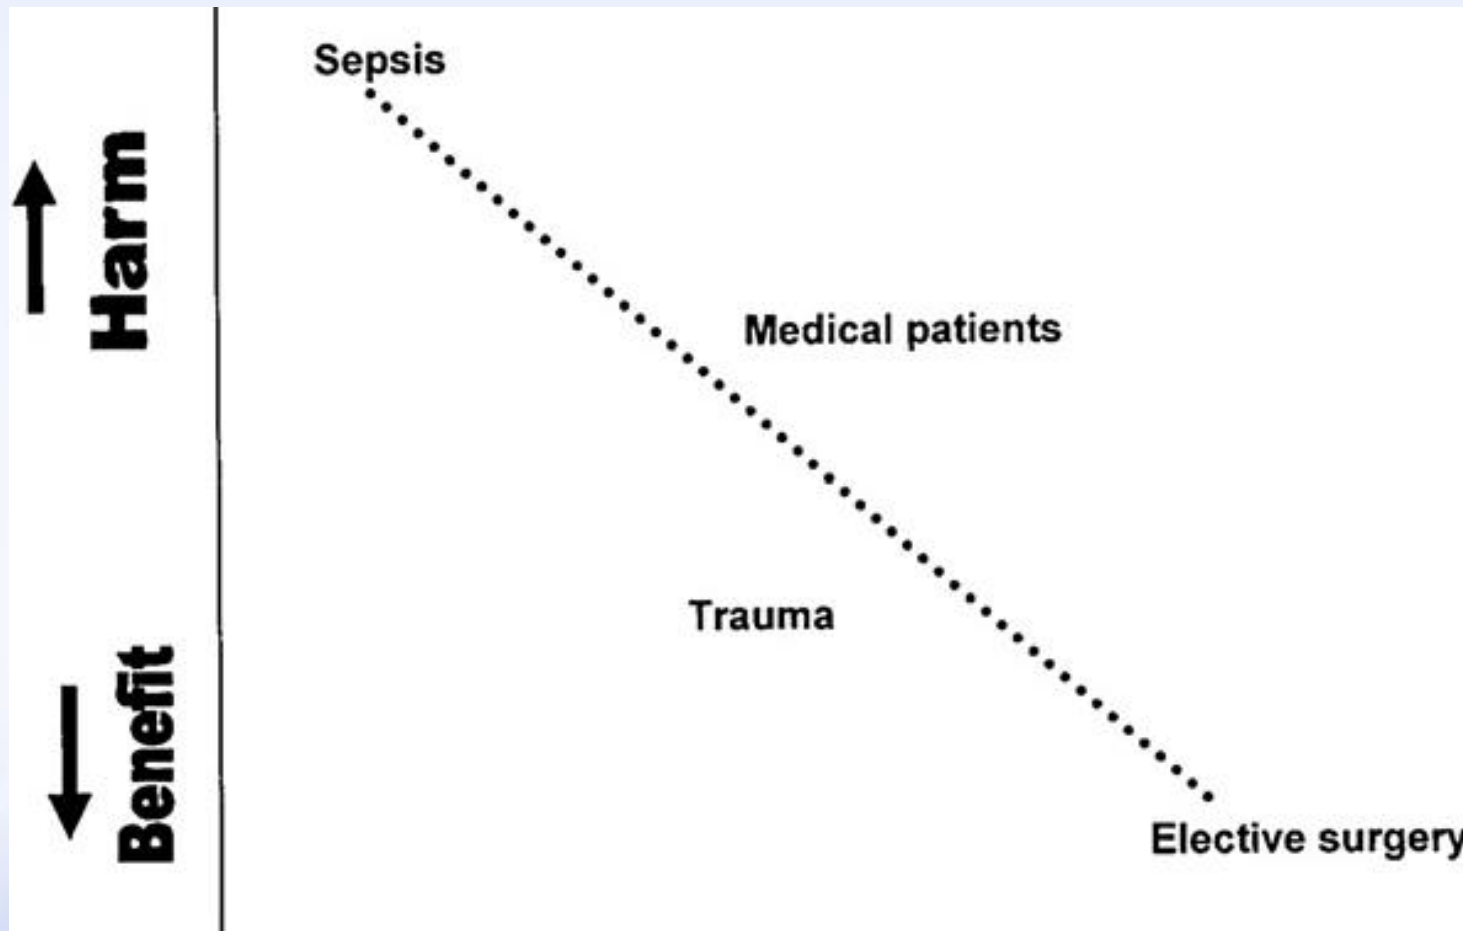 Harm
Benefit
Sepsis
Medical patients
Trauma
Elective surgery